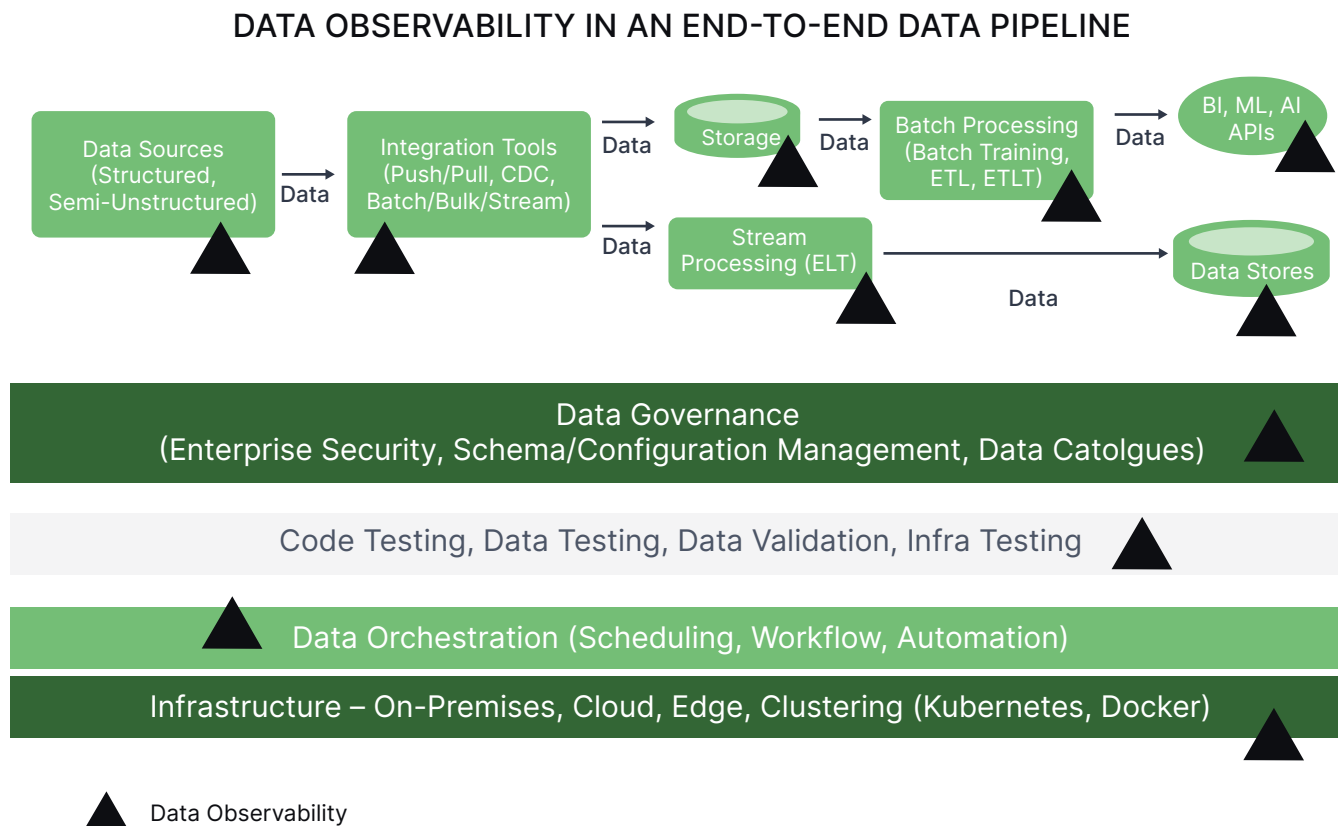 DATA OBSERVABILITY IN AN END-TO-END DATA PIPELINE
Data Sources
(Structured,
Semi-Unstructured)
Data
Integration Tools
(Push/Pull, CDC,
Batch/Bulk/Stream)
Data
Storage
Data
Batch Processing
(Batch Training,
ETL, ETLT)
Data
BI, ML, AI
APIs
Data
Stream
Processing (ELT)
Data
Data Stores
Data Governance
(Enterprise Security, Schema/Configuration Management, Data Catolgues)
Code Testing, Data Testing, Data Validation, Infra Testing
Data Orchestration (Scheduling, Workflow, Automation)
Infrastructure – On-Premises, Cloud, Edge, Clustering (Kubernetes, Docker)
Data Observability